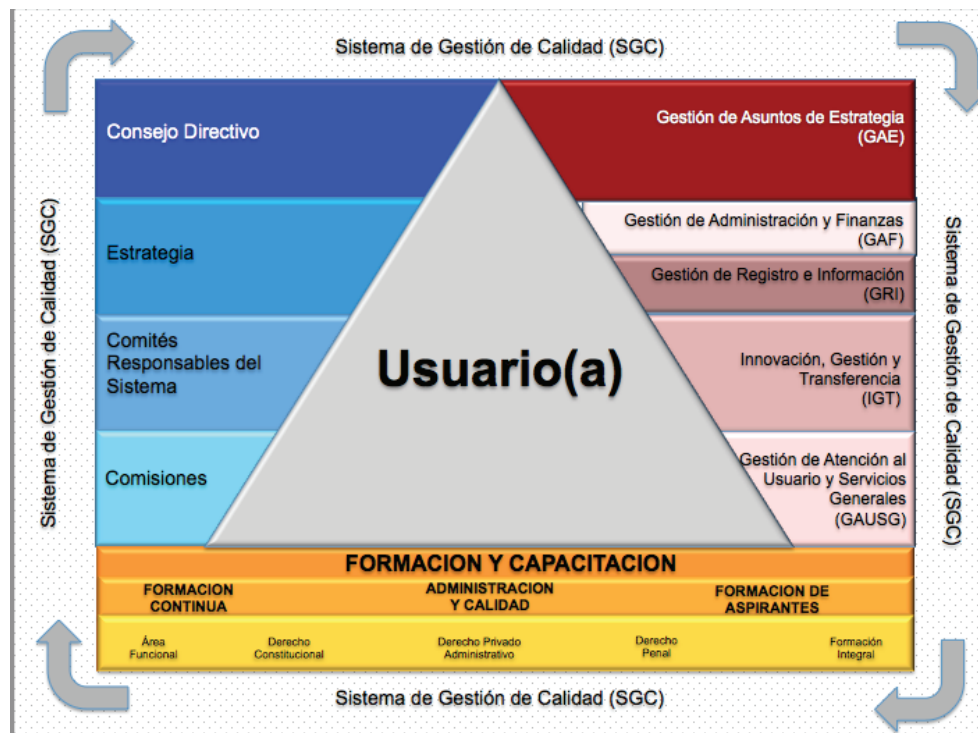 Sistema de Gestión de Calidad (SGC)
Sistema de Gestión de Calidad (SGC)
Consejo Directivo
Estrategia
Comités
Responsables del
Sistema
Comisiones
Usuario(a)
Gestión de Asuntos de Estrategia
(GAE)
Gestión de Administración y Finanzas
(GAF)
Gestión de Registro e Información
(GRI)
Innovación, Gestión y
Transferencia
(IGT)
Gestión de Atención al
Usuario y Servicios
Generales
(GAUSG)
Sistema de Gestión de Calidad (SGC)
FORMACION Y CAPACITACION
FORMACION
CONTINUA
ADMINISTRACION
Y CALIDAD
FORMACION DE
ASPIRANTES
Área
Funcional
Derecho
Constitucional
Derecho Privado
Administrativo
Derecho
Penal
Formación
Integral
Sistema de Gestión de Calidad (SGC)